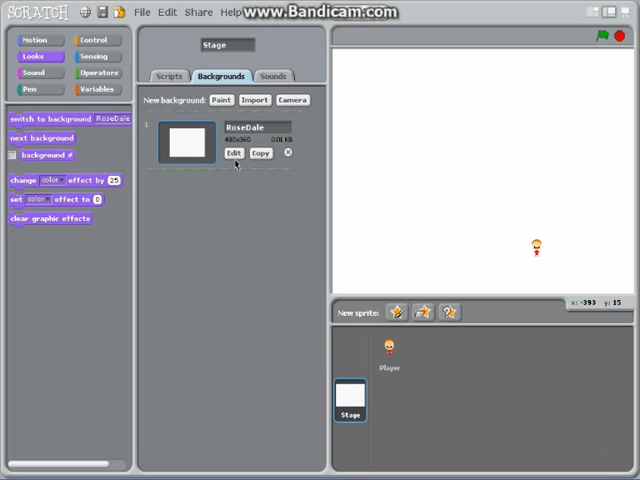 SCRATCH File Edit Share Help
www.Bandicam.com
Motion Control
Looks Sensing
Sound Operators
Pen Variables
switch to background RoseDale
next background
background #
change color effect by 25
set color effect to 0
clear graphic effects
Stage
Scripts Backgrounds Sounds
New background: Paint Import Camera
1
RoseDale
480x360 0.01 KB
Edit Copy
x: -393 y: 15
New sprite:
Player
Stage